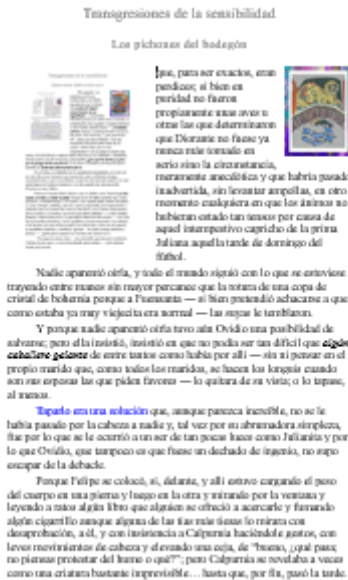 Transgresiones de la sensibilidad
Los pichones del bodegón
que, para ser exactos, eran
perdices; si bien en
puridad no fueron
propiamente unas aves u
otras las que determinaron
que Diorante no fuese ya
nunca más tomado en
serio sino la circunstancia,
meramente anecdótica y que habría pasado
inadvertida, sin levantar ampollas, en otro
momento cualquiera en que los ánimos no
hubieran estado tan tensos por causa de
aquel intempestivo capricho de la prima
Juliana aquella tarde de domingo del
fútbol.
Nadie aparentó oírla, y todo el mundo siguió con lo que se estuviese
trayendo entre manos sin mayor percance que la rotura de una copa de
cristal de bohemia porque a Fuensanta — si bien pretendió achacarse a que
como estaba ya muy viejecita era normal — las suyas le temblaron.
Y porque nadie aparentó oírla tuvo aún Ovidio una posibilidad de
salvarse; pero ella insistió, insistió en que no podía ser tan difícil que algún
caballero galante de entre tantos como había por allí — sin ni pensar en el
propio marido que, como todos los maridos, se hacen los longuis cuando
son sus esposas las que piden favores — lo quitara de su vista; o lo tapase,
al menos.
Taparlo era una solución que, aunque parezca increíble, no se le
había pasado por la cabeza a nadie y, tal vez por su abrumadora simpleza,
fue por lo que se le ocurrió a un ser de tan pocas luces como Julianita y por
lo que Ovidio, que tampoco es que fuese un dechado de ingenio, no supo
escapar de la debacle.
Porque Felipe se colocó, sí, delante, y allí estuvo cargando el peso
del cuerpo en una pierna y luego en la otra y mirando por la ventana y
leyendo a ratos algún libro que alguien se ofreció a acercarle y fumando
algún cigarrillo aunque alguna de las tías más tiesas lo mirara con
desaprobación, a él, y con insistencia a Calpurnia haciéndole gestos, con
leves movimientos de cabeza y elevando una ceja, de “bueno, ¿qué pasa;
no piensas protestar del humo o qué?”; pero Calpurnia se revelaba a veces
como una criatura bastante imprevisible… hasta que, por fin, pasó la tarde.